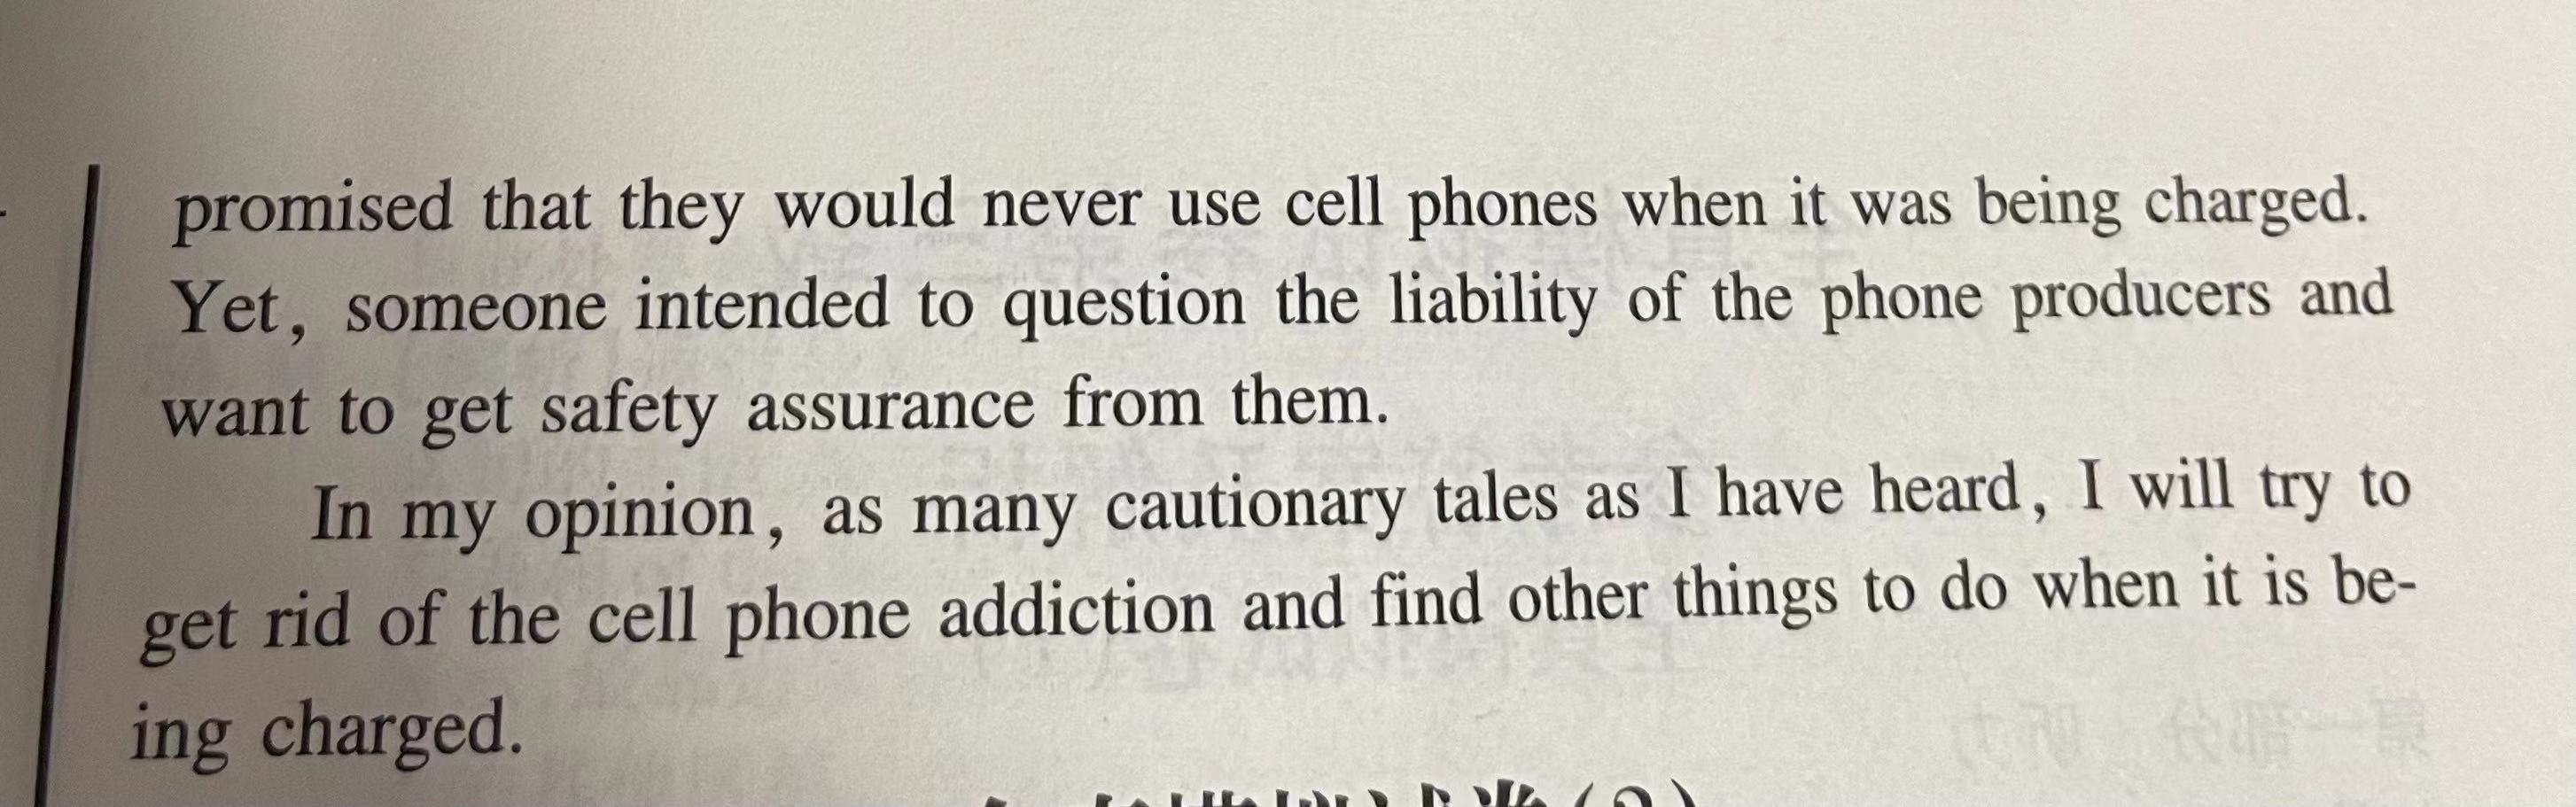 promised that they would never use cell phones when it was being charged.
Yet, someone intended to question the liability of the phone producers and
want to get safety assurance from them.
In my opinion, as many cautionary tales as I have heard, I will try to
get rid of the cell phone addiction and find other things to do when it is be-
ing charged.